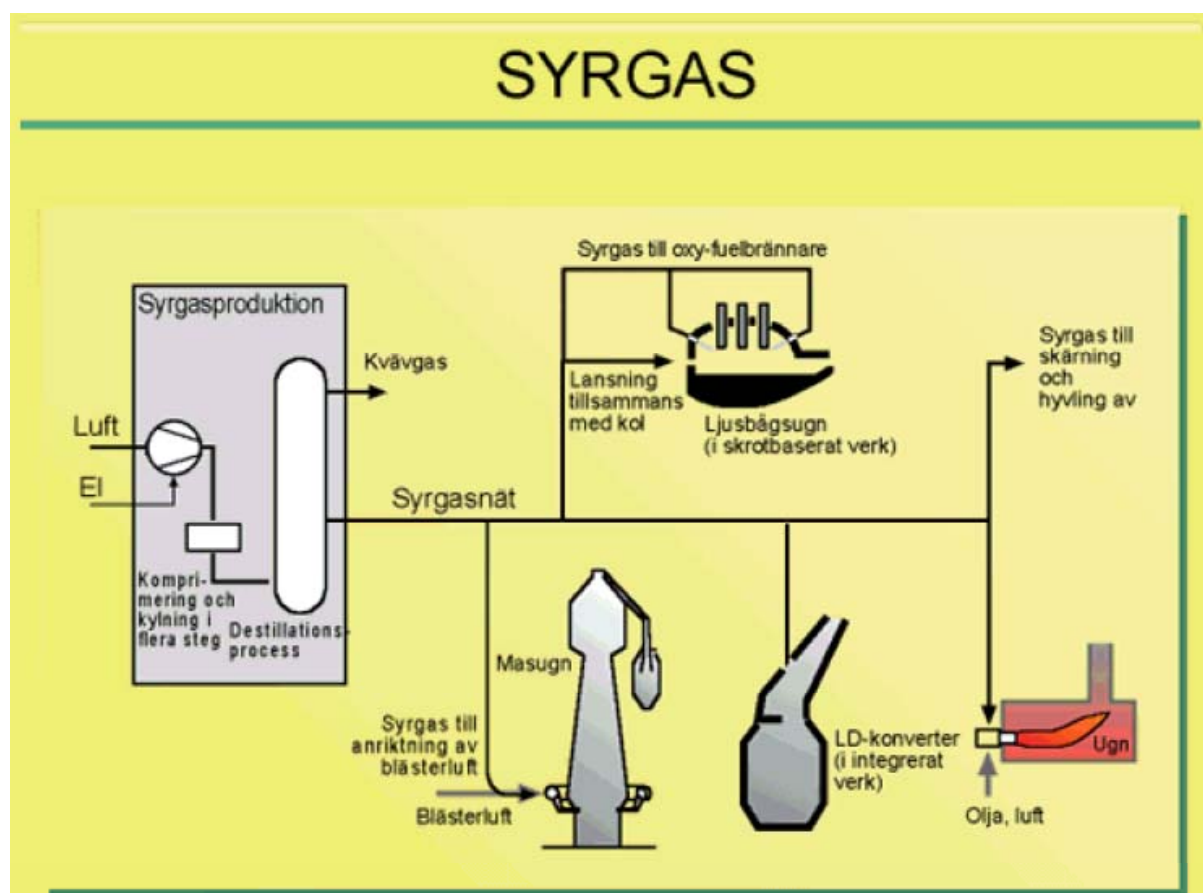 SYRGAS
Syrgasproduktion
Luft
El
Kompri-
mering och
kylning i
flera steg
Destillations-
process
Kvävgas
Syrgasnät
Syrgas till oxy-fuelbrännare
Lansning
tillsammans
med kol
Ljusbågsugn
(i skrotbaserat verk)
Syrgas till
skärning
och
hyvling av
Masugn
Syrgas till
anriktning av
blästerluft
Blästerluft
LD-konverter
(i integrerat
verk)
Ugn
Olja, luft